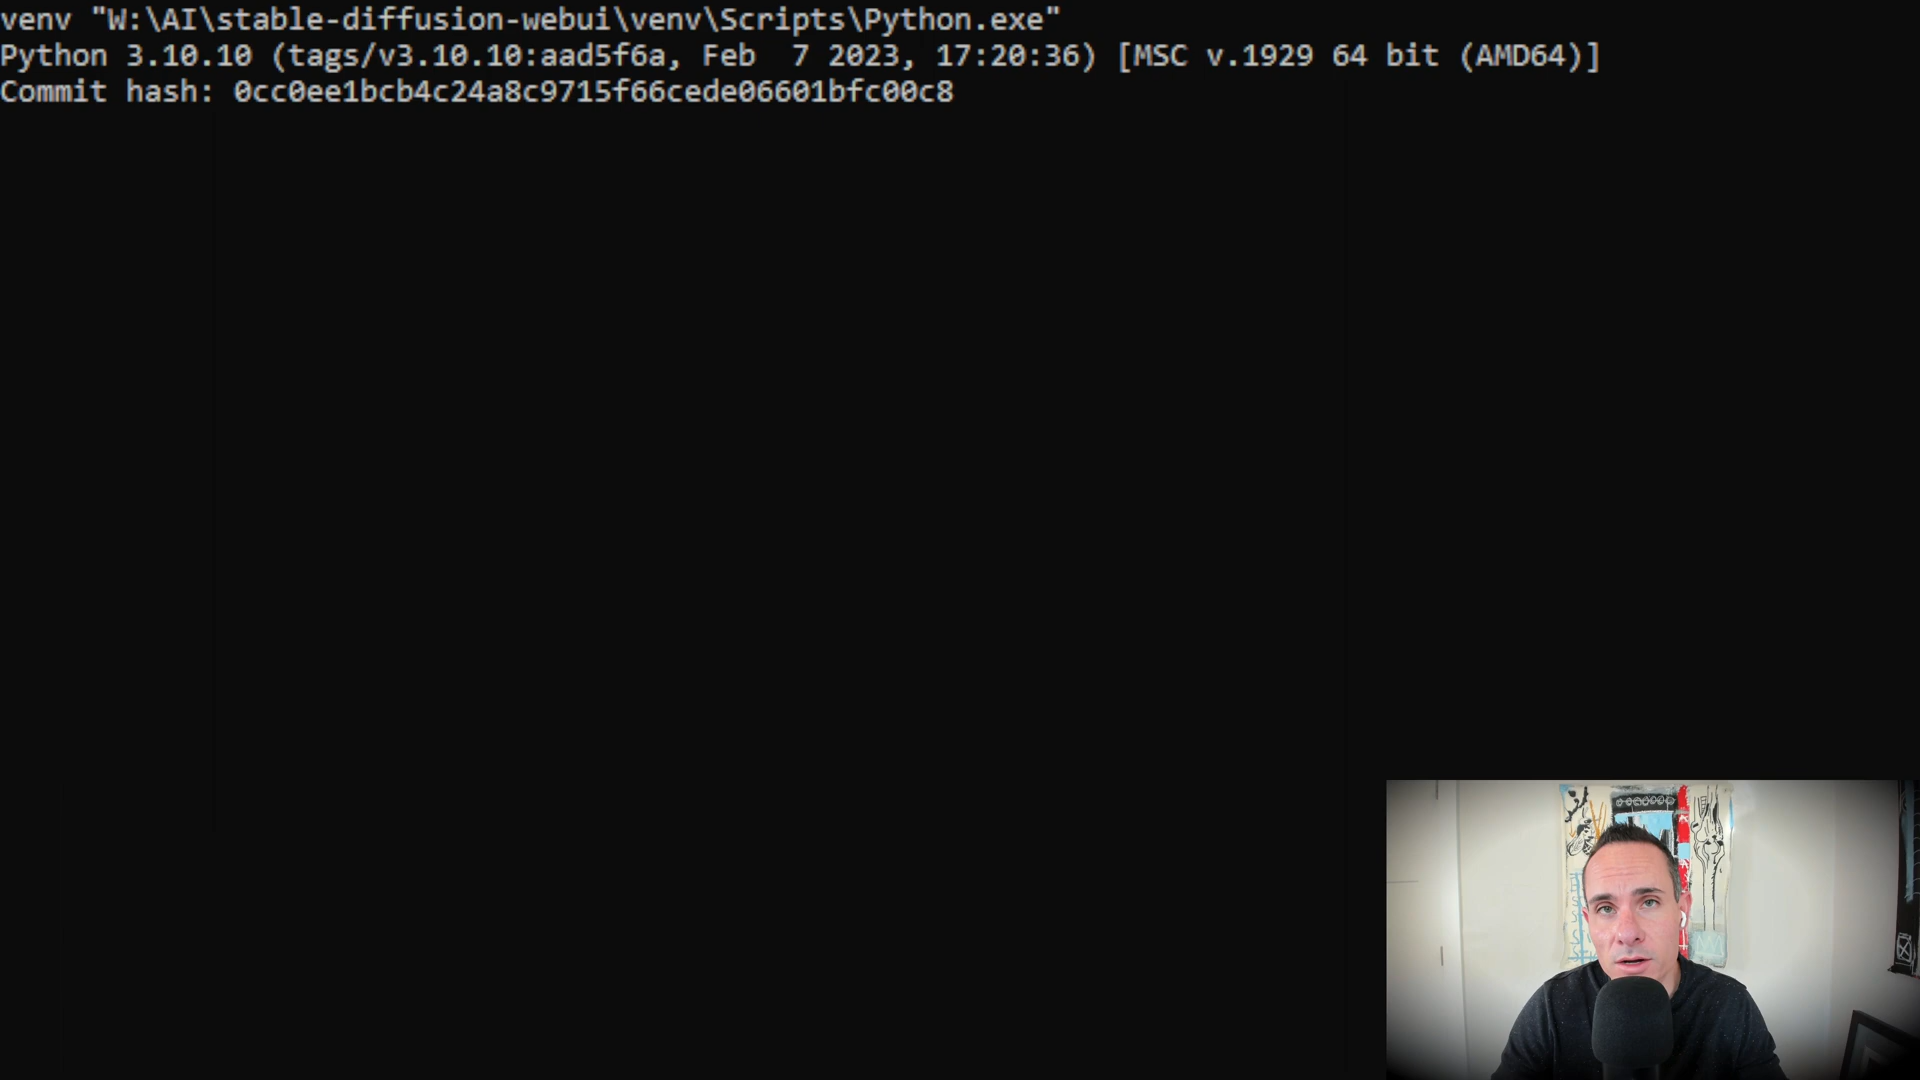 venv "W:\AI\stable-diffusion-webui\venv\Scripts\Python.exe"
Python 3.10.10 (tags/v3.10.10:aad5f6a, Feb  7 2023, 17:20:36) [MSC v.1929 64 bit (AMD64)]
Commit hash: 0cc0ee1bcb4c24a8c9715f66cede06601bfc00c8